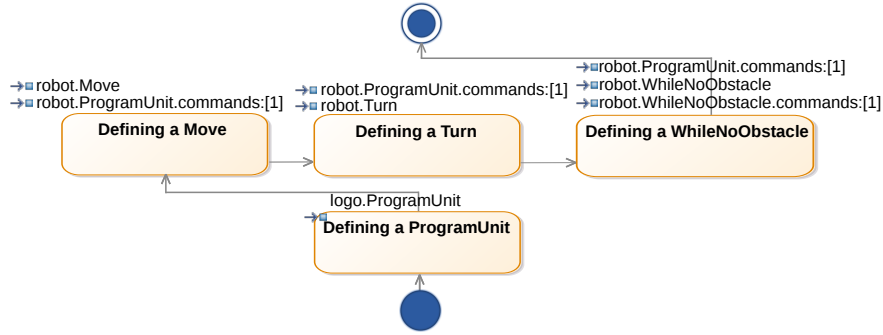 robot.ProgramUnit.commands:[1]
robot.WhileNoObstacle
robot.WhileNoObstacle.commands:[1]
robot.Move
robot.ProgramUnit.commands:[1]
robot.ProgramUnit.commands:[1]
robot.Turn
Defining a Move
Defining a Turn
Defining a WhileNoObstacle
logo.ProgramUnit
Defining a ProgramUnit